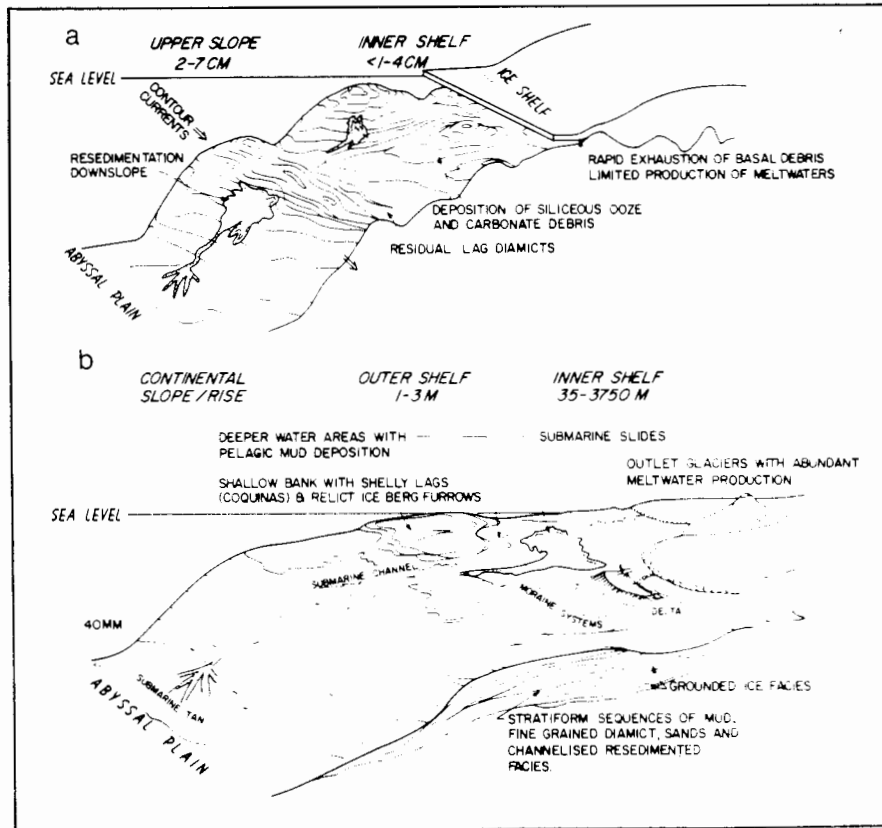 a
UPPER SLOPE
2-7CM
INNER SHELF
<1-4CM
SEA LEVEL
ICE SHELF
CONTOUR
CURRENTS
RESEDIMENTATION
DOWNSLOPE
RAPID EXHAUSTION OF BASAL DEBRIS
LIMITED PRODUCTION OF MELTWATERS
DEPOSITION OF SILICEOUS OOZE
AND CARBONATE DEBRIS
RESIDUAL LAG DIAMICTS
ABYSSAL PLAIN
b
CONTINENTAL
SLOPE/RISE
OUTER SHELF
1-3M
INNER SHELF
35-3750 M
DEEPER WATER AREAS WITH
PELAGIC MUD DEPOSITION
SUBMARINE SLIDES
OUTLET GLACIERS WITH ABUNDANT
MELTWATER PRODUCTION
SHALLOW BANK WITH SHELLY LAGS
(COQUINAS) & RELICT ICE BERG FURROWS
SEA LEVEL
SUBMARINE CHANNEL
MORAINE SYSTEMS
DELTA
40MM
SUBMARINE FAN
ABYSSAL PLAIN
GROUNDED ICE FACIES
STRATIFORM SEQUENCES OF MUD,
FINE GRAINED DIAMICT, SANDS AND
CHANNELISED RESEDIMENTED
FACIES.